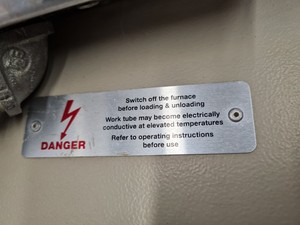 DANGER
Switch off the furnace
before loading & unloading
Work tube may become electrically
conductive at elevated temperatures
Refer to operating instructions
before use